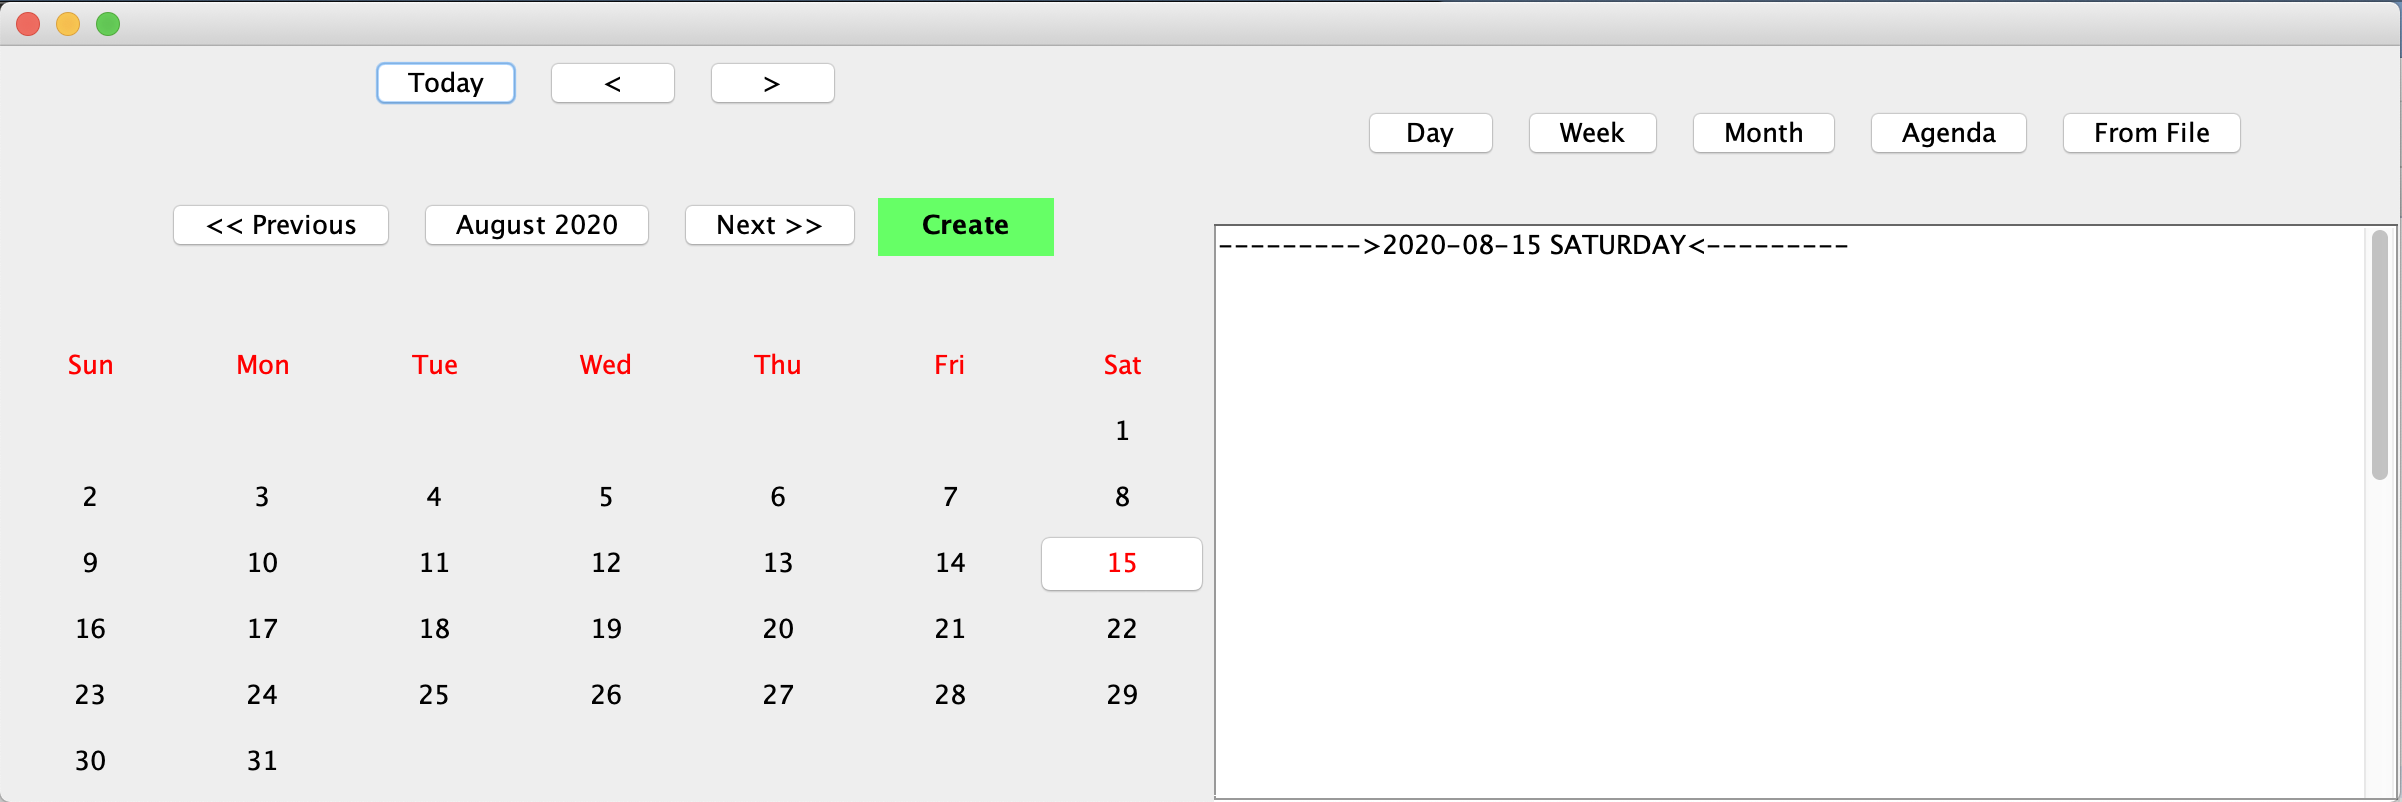 Today < >
Day Week Month Agenda From File
<< Previous August 2020 Next >> Create
--------->2020-08-15 SATURDAY<---------
Sun Mon Tue Wed Thu Fri Sat
1
2 3 4 5 6 7 8
9 10 11 12 13 14 15
16 17 18 19 20 21 22
23 24 25 26 27 28 29
30 31